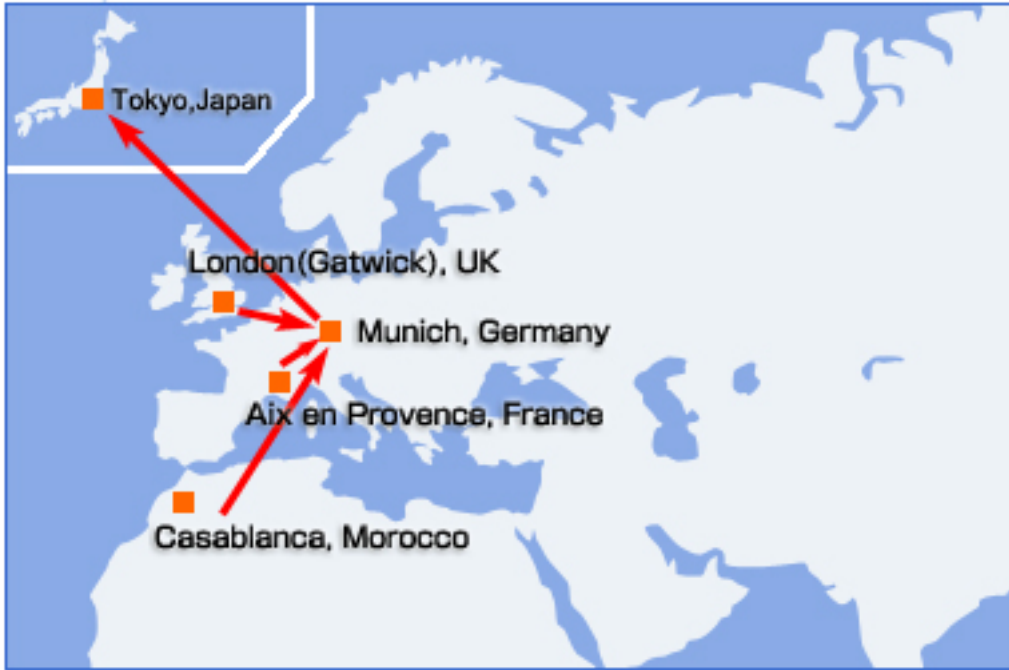 Tokyo,Japan
London(Gatwick), UK
Munich, Germany
Aix en Provence, France
Casablanca, Morocco